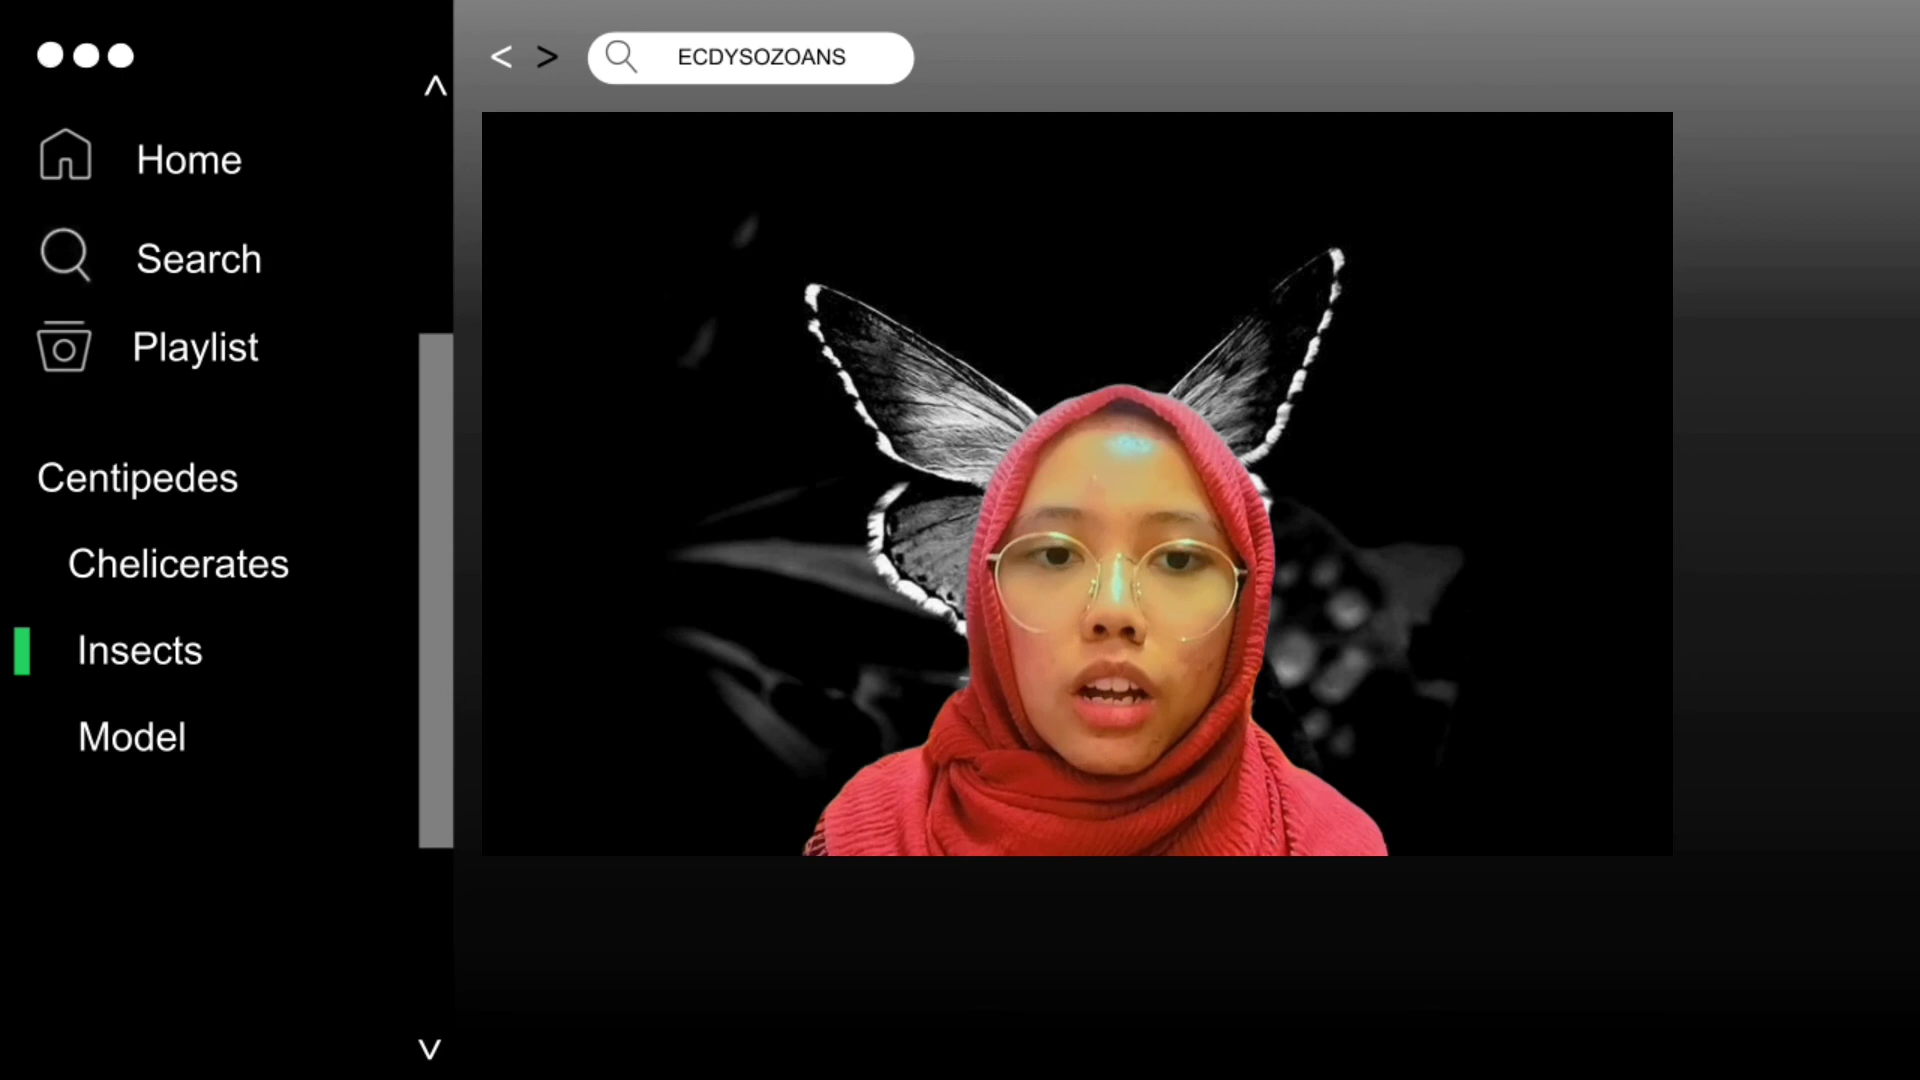 Home
Search
Playlist
Centipedes
Chelicerates
Insects
Model
ECDYSOZOANS